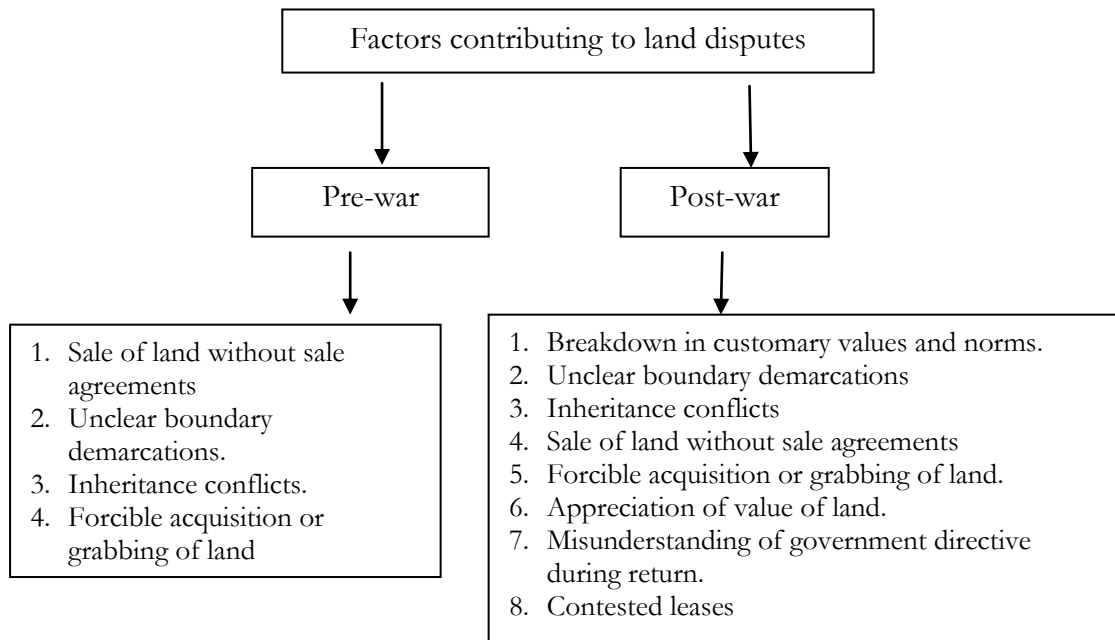 Factors contributing to land disputes
Pre-war
Post-war
1. Sale of land without sale
agreements
2. Unclear boundary
demarcations.
3. Inheritance conflicts.
4. Forcible acquisition or
grabbing of land
1. Breakdown in customary values and norms.
2. Unclear boundary demarcations
3. Inheritance conflicts
4. Sale of land without sale agreements
5. Forcible acquisition or grabbing of land.
6. Appreciation of value of land.
7. Misunderstanding of government directive
during return.
8. Contested leases